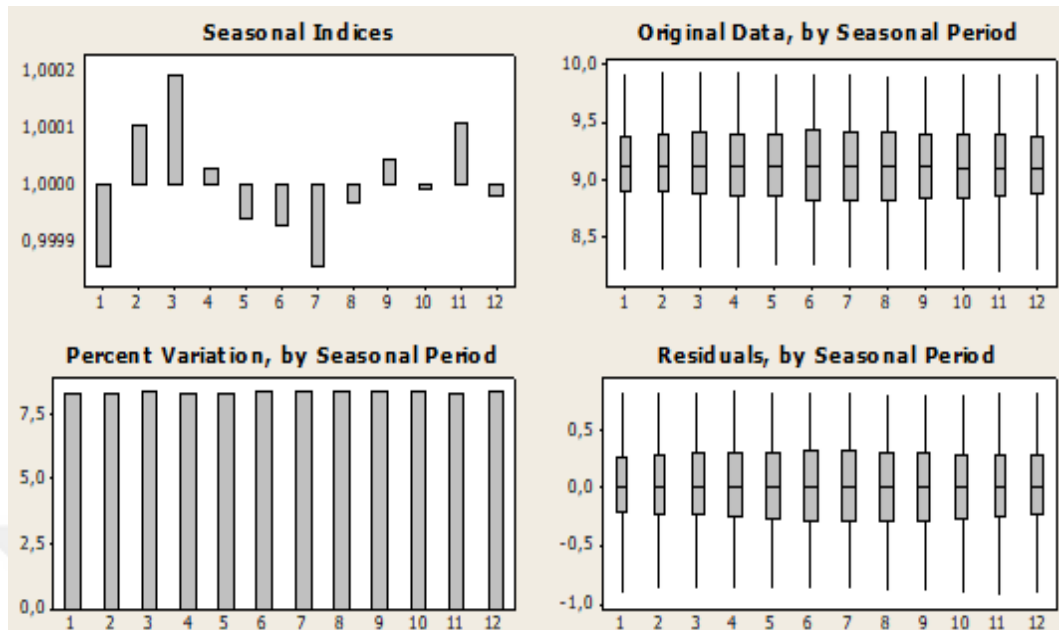 Seasonal Indices
1,0002
1,0001
1,0000
0,9999
1 2 3 4 5 6 7 8 9 10 11 12
Original Data, by Seasonal Period
10,0
9,5
9,0
8,5
1 2 3 4 5 6 7 8 9 10 11 12
Percent Variation, by Seasonal Period
7,5
5,0
2,5
0,0
1 2 3 4 5 6 7 8 9 10 11 12
Residuals, by Seasonal Period
0,5
0,0
-0,5
-1,0
1 2 3 4 5 6 7 8 9 10 11 12